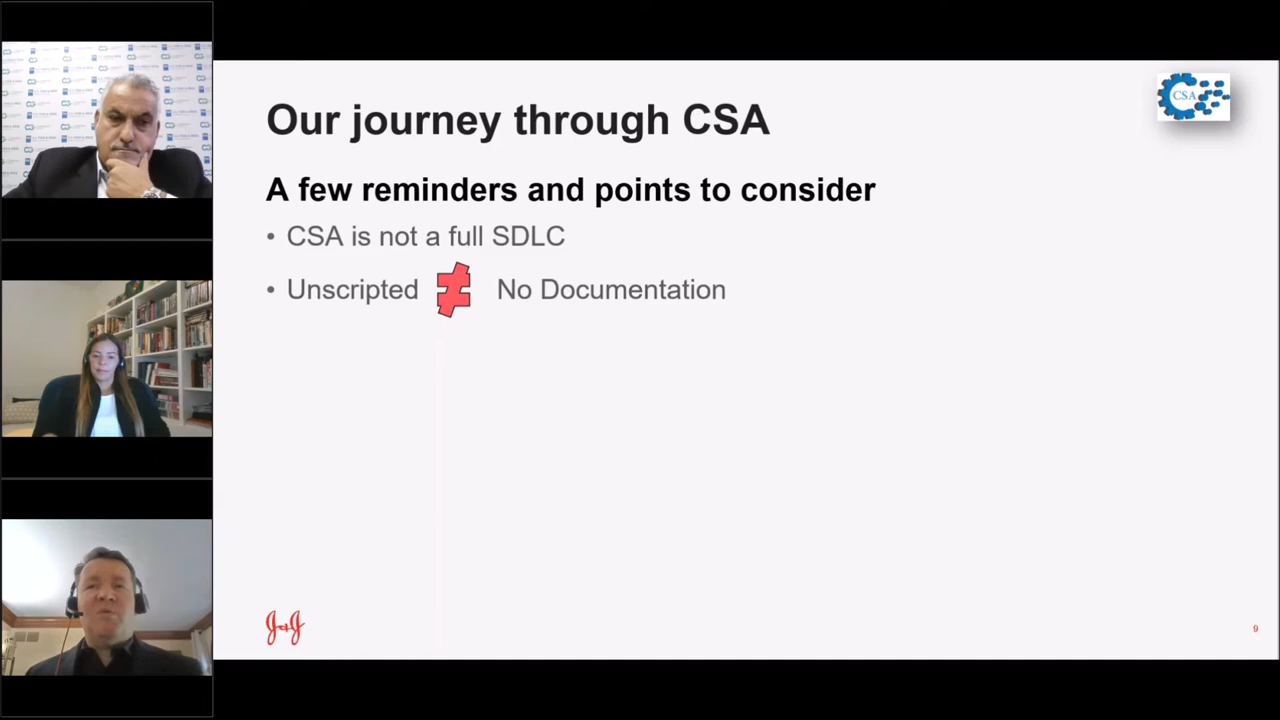 CSA
Our journey through CSA
A few reminders and points to consider
• CSA is not a full SDLC
• Unscripted ≠ No Documentation
J&J
9